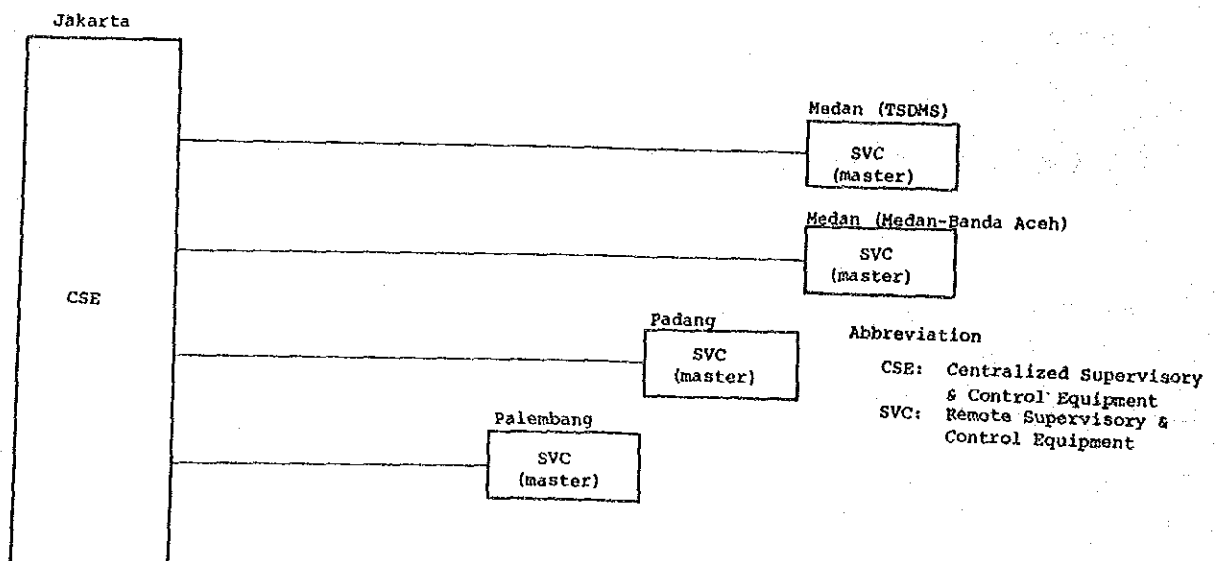 Jakarta
CSE
Medan (TSDMS)
SVC
(master)
Medan (Medan-Banda Aceh)
SVC
(master)
Padang
SVC
(master)
Palembang
SVC
(master)
Abbreviation
CSE: Centralized Supervisory
& Control Equipment
SVC: Remote Supervisory &
Control Equipment